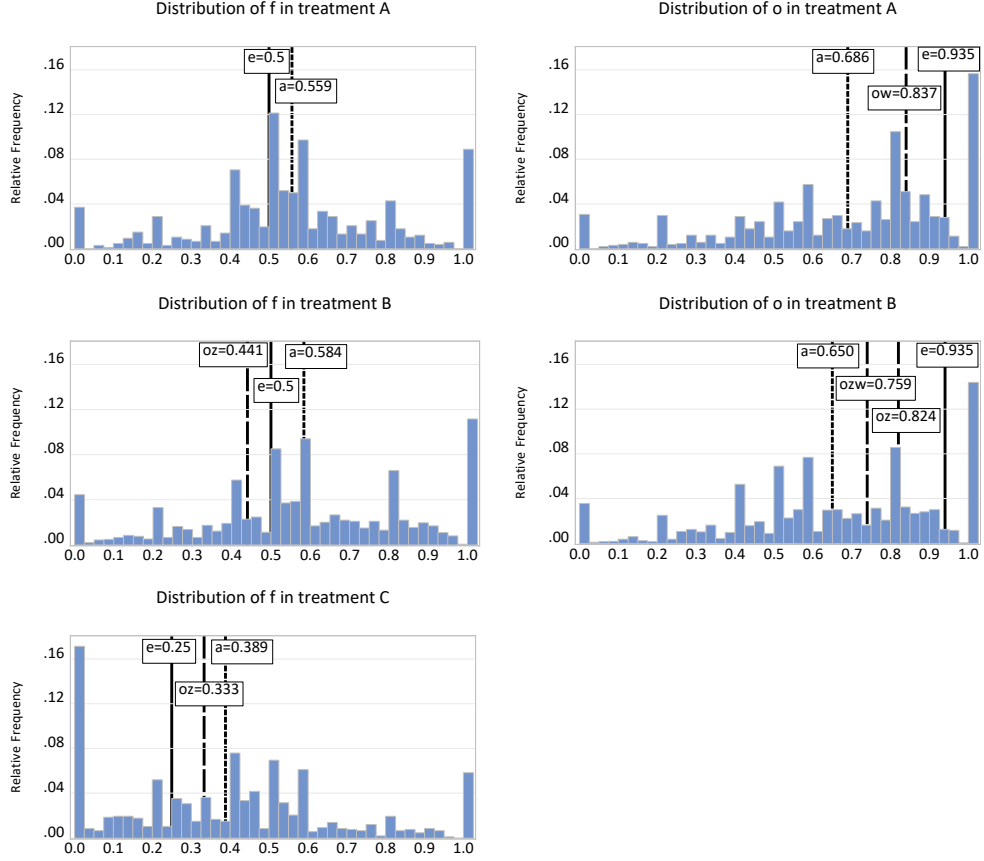 Distribution of f in treatment A
Relative Frequency
.16
.12
.08
.04
.00
e=0.5
a=0.559
0.0 0.1 0.2 0.3 0.4 0.5 0.6 0.7 0.8 0.9 1.0
Distribution of o in treatment A
Relative Frequency
.16
.12
.08
.04
.00
a=0.686
e=0.935
ow=0.837
0.0 0.1 0.2 0.3 0.4 0.5 0.6 0.7 0.8 0.9 1.0
Distribution of f in treatment B
Relative Frequency
.16
.12
.08
.04
.00
oz=0.441
a=0.584
e=0.5
0.0 0.1 0.2 0.3 0.4 0.5 0.6 0.7 0.8 0.9 1.0
Distribution of o in treatment B
Relative Frequency
.16
.12
.08
.04
.00
a=0.650
e=0.935
ozw=0.759
oz=0.824
0.0 0.1 0.2 0.3 0.4 0.5 0.6 0.7 0.8 0.9 1.0
Distribution of f in treatment C
Relative Frequency
.16
.12
.08
.04
.00
e=0.25
a=0.389
oz=0.333
0.0 0.1 0.2 0.3 0.4 0.5 0.6 0.7 0.8 0.9 1.0